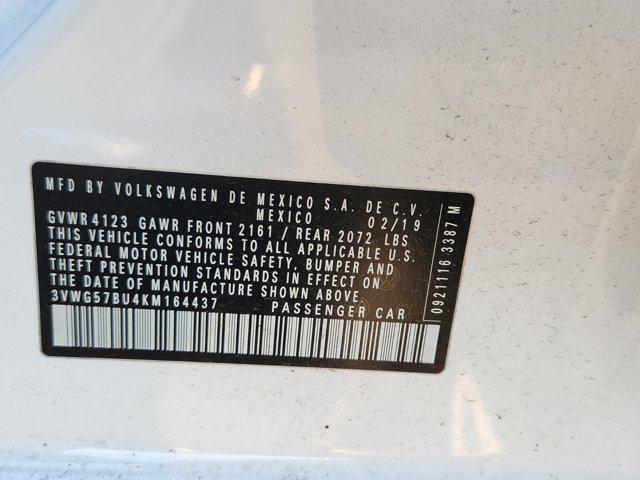 MFD BY VOLKSWAGEN DE MEXICO S.A. DE C.V.
MEXICO 02/19
GVWR 4123 GAWR FRONT 2161 / REAR 2072 LBS
THIS VEHICLE CONFORMS TO ALL APPLICABLE U.S.
FEDERAL MOTOR VEHICLE SAFETY, BUMPER AND
THEFT PREVENTION STANDARDS IN EFFECT ON
THE DATE OF MANUFACTURE SHOWN ABOVE.
3VWG57BU4KM164437 PASSENGER CAR
0921116 3387 M